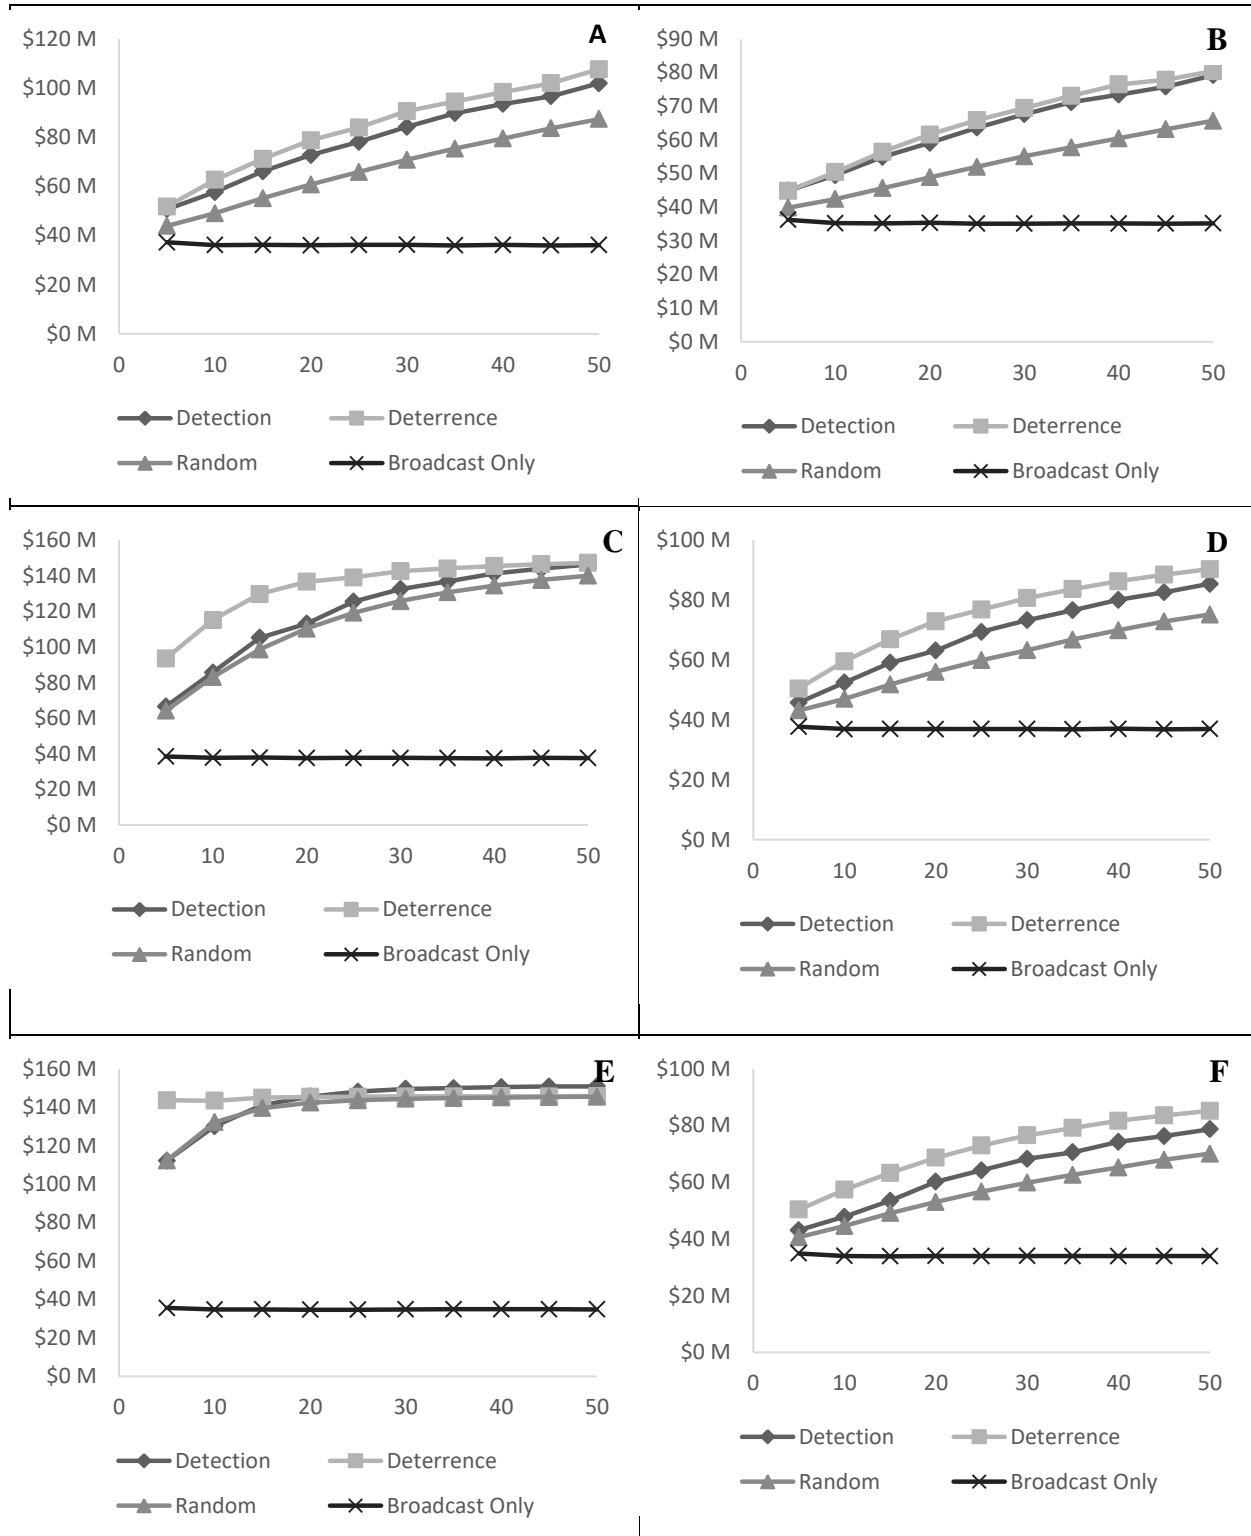 A
$120 M
$100 M
$80 M
$60 M
$40 M
$20 M
$0 M
0 10 20 30 40 50
Detection Deterrence
Random Broadcast Only
B
$90 M
$80 M
$70 M
$60 M
$50 M
$40 M
$30 M
$20 M
$10 M
$0 M
0 10 20 30 40 50
Detection Deterrence
Random Broadcast Only
C
$160 M
$140 M
$120 M
$100 M
$80 M
$60 M
$40 M
$20 M
$0 M
0 10 20 30 40 50
Detection Deterrence
Random Broadcast Only
D
$100 M
$80 M
$60 M
$40 M
$20 M
$0 M
0 10 20 30 40 50
Detection Deterrence
Random Broadcast Only
E
$160 M
$140 M
$120 M
$100 M
$80 M
$60 M
$40 M
$20 M
$0 M
0 10 20 30 40 50
Detection Deterrence
Random Broadcast Only
F
$100 M
$80 M
$60 M
$40 M
$20 M
$0 M
0 10 20 30 40 50
Detection Deterrence
Random Broadcast Only